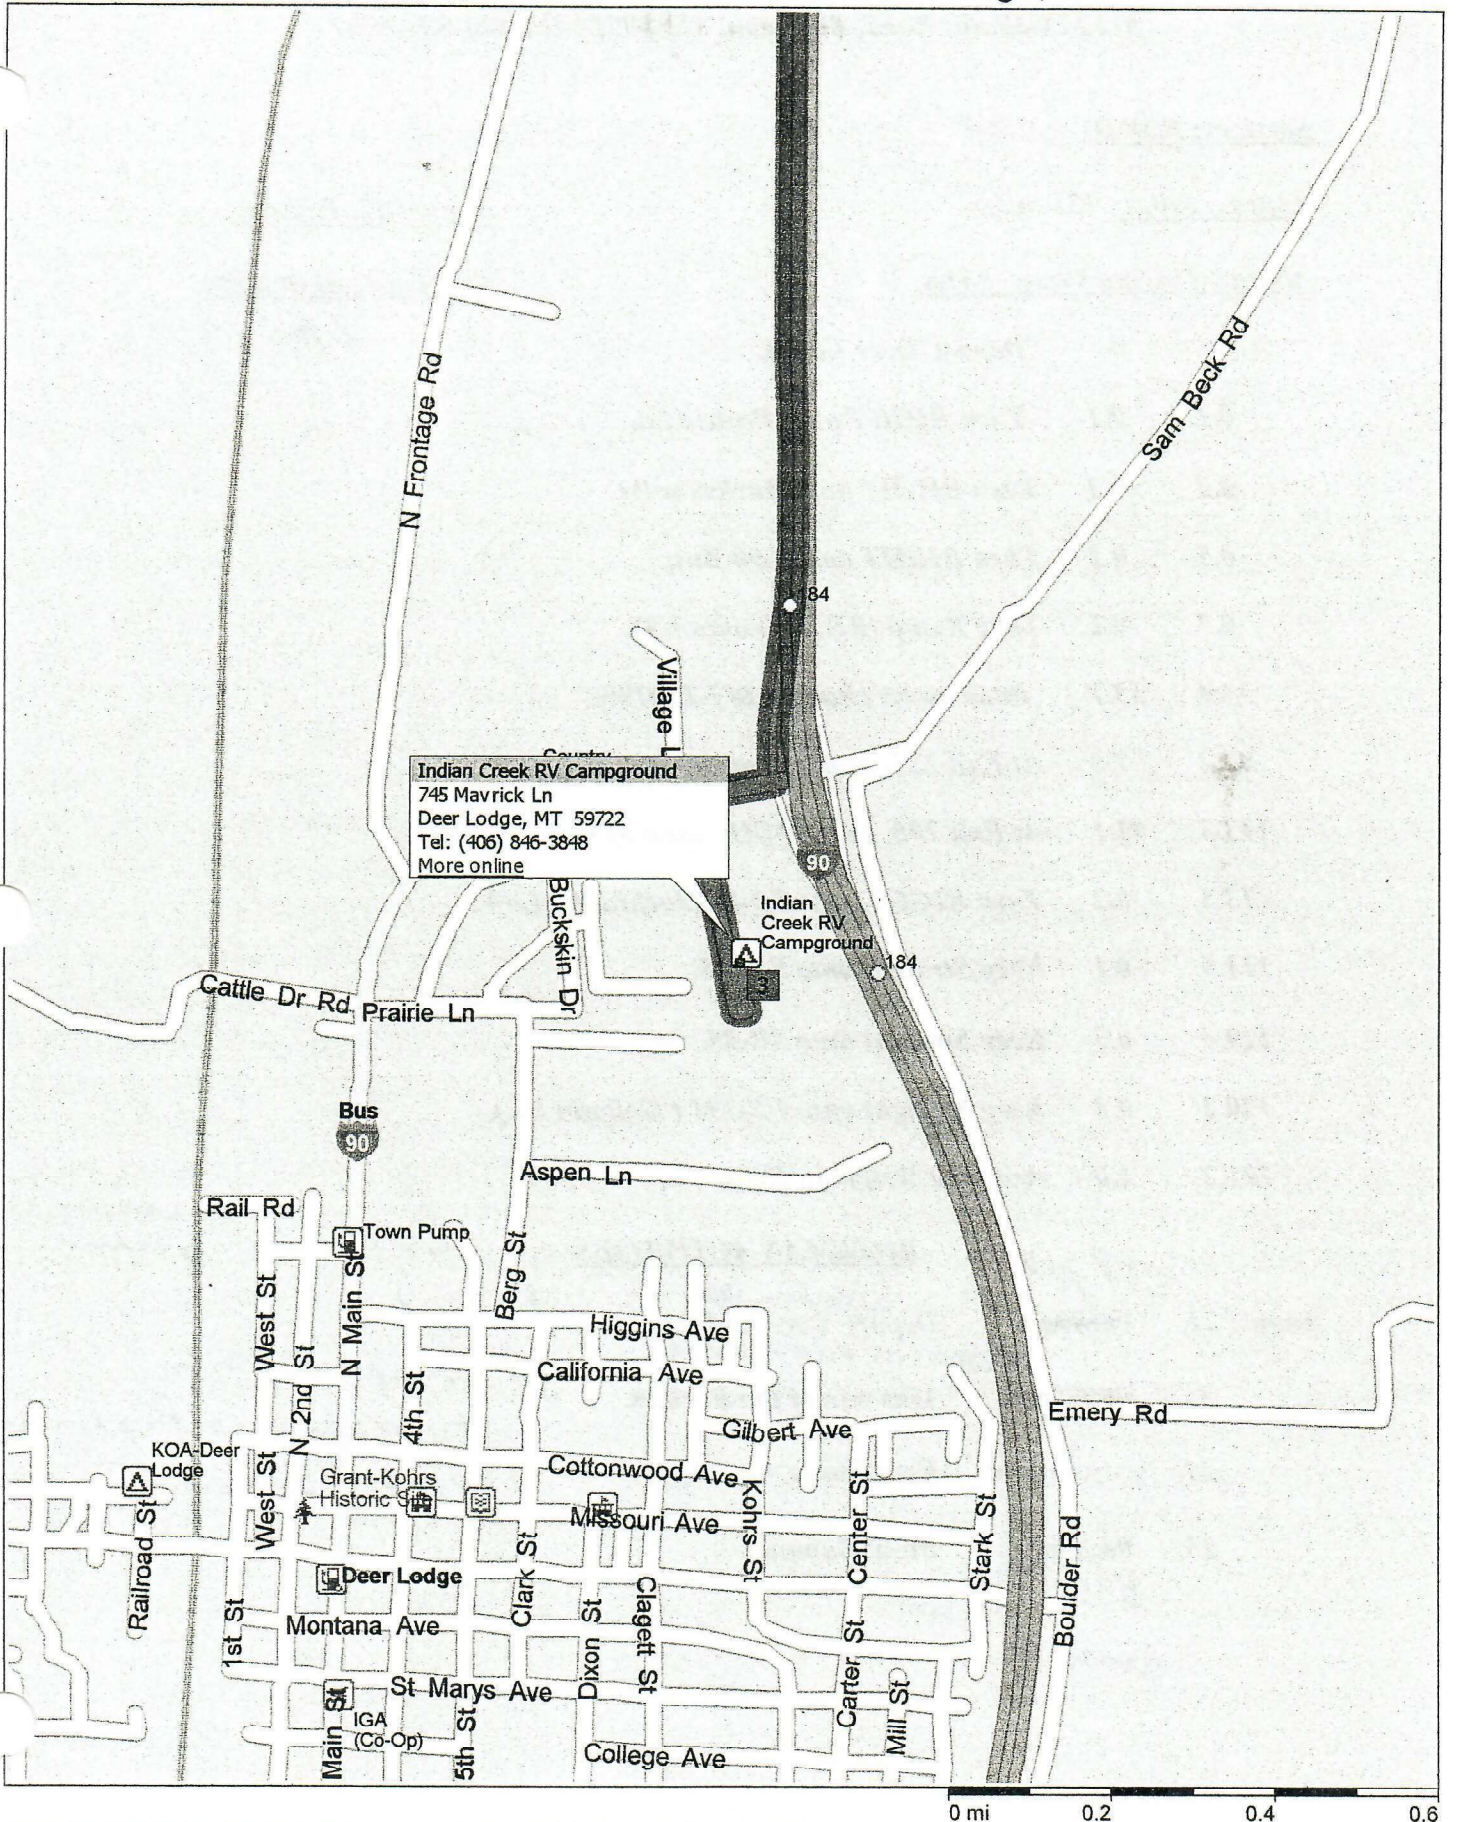 N Frontage Rd
Sam Beck Rd
184
Village L
Country
Indian Creek RV Campground
745 Mavrick Ln
Deer Lodge, MT 59722
Tel: (406) 846-3848
More online
90
Buckskin Dr
Indian
Creek RV
Campground
184
3
Cattle Dr Rd
Prairie Ln
Bus
90
Aspen Ln
Rail Rd
Town Pump
Berg St
West St
N Main St
Higgins Ave
N 2nd St
California Ave
4th St
Gilbert Ave
Emery Rd
KOA-Deer
Lodge
West St
Grant-Kohrs
Historic S
Cottonwood Ave
Missouri Ave
Kohrs St
Center St
Stark St
Boulder Rd
Railroad St
Deer Lodge
Clark St
1st St
Montana Ave
Dixon St
Clagett St
Carter St
St Marys Ave
Mill St
Main St
IGA
(Co-Op)
5th St
College Ave
0 mi
0.2
0.4
0.6